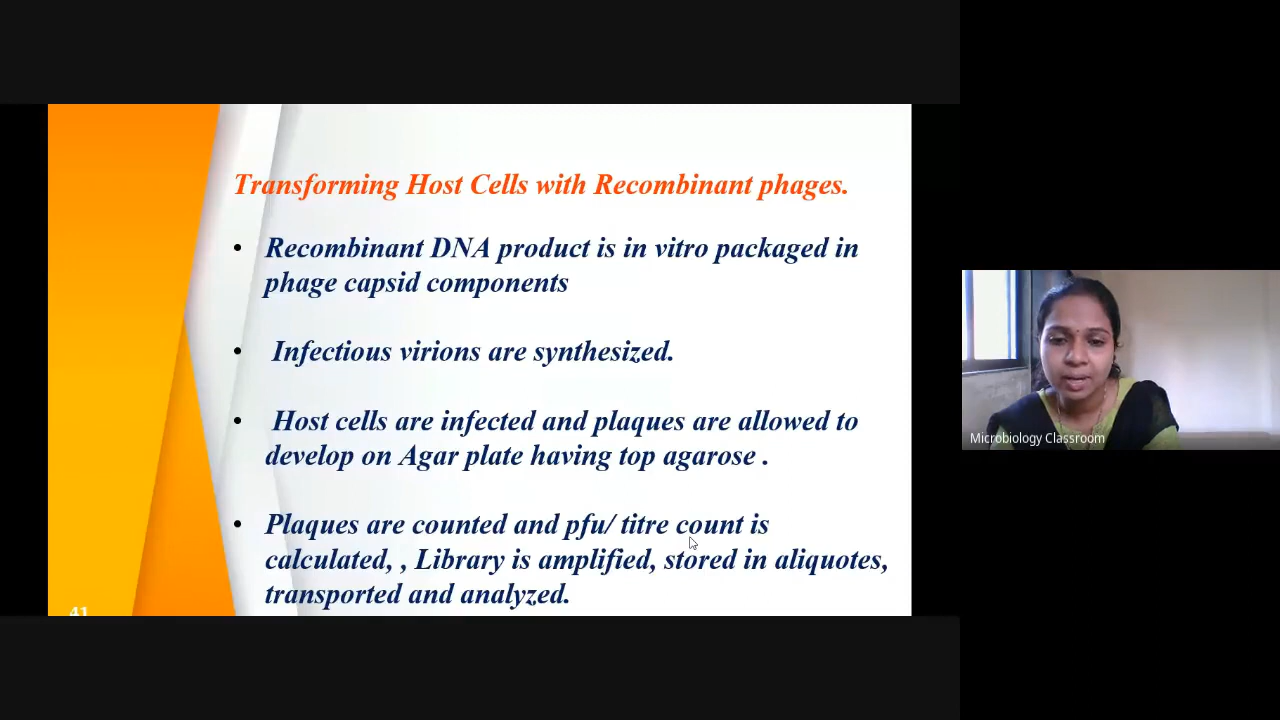 Transforming Host Cells with Recombinant phages.
• Recombinant DNA product is in vitro packaged in
phage capsid components
• Infectious virions are synthesized.
• Host cells are infected and plaques are allowed to
develop on Agar plate having top agarose .
• Plaques are counted and pfu/ titre count is
calculated, , Library is amplified, stored in aliquotes,
transported and analyzed.
41
Microbiology Classroom